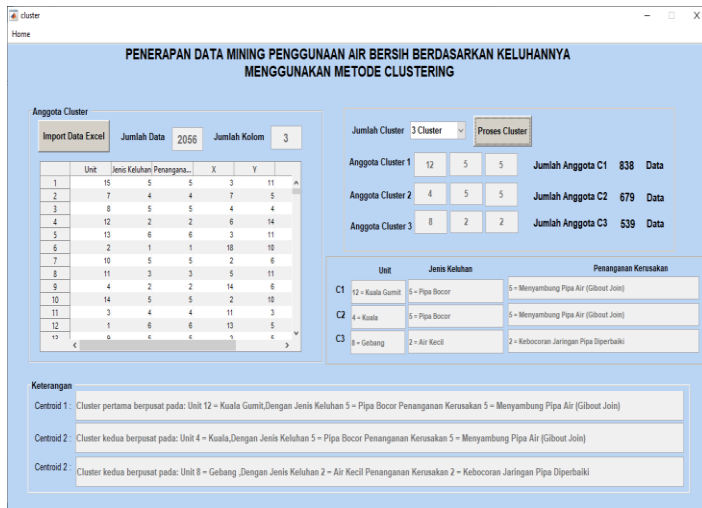 cluster
Home
PENERAPAN DATA MINING PENGGUNAAN AIR BERSIH BERDASARKAN KELUHANNYA
MENGGUNAKAN METODE CLUSTERING
Anggota Cluster
Import Data Excel Jumlah Data 2056 Jumlah Kolom 3
Unit Jenis Keluhan Penangana... X Y
1 15 5 5 3 11
2 7 4 4 7 5
3 8 5 5 4 4
4 12 2 2 6 14
5 13 6 6 3 11
6 2 1 1 18 10
7 10 5 5 2 6
8 11 3 3 5 11
9 4 2 2 14 6
10 14 5 5 2 10
11 3 4 4 11 3
12 1 6 6 13 5
Jumlah Cluster 3 Cluster Proses Cluster
Anggota Cluster 1 12 5 5 Jumlah Anggota C1 838 Data
Anggota Cluster 2 4 5 5 Jumlah Anggota C2 679 Data
Anggota Cluster 3 8 2 2 Jumlah Anggota C3 539 Data
Unit Jenis Keluhan Penanganan Kerusakan
C1 12 = Kuala Gumit 5 = Pipa Bocor 5 = Menyambung Pipa Air (Gibout Join)
C2 4 = Kuala 5 = Pipa Bocor 5 = Menyambung Pipa Air (Gibout Join)
C3 8 = Gebang 2 = Air Kecil 2 = Kebocoran Jaringan Pipa Diperbaiki
Keterangan
Centroid 1 : Cluster pertama berpusat pada: Unit 12 = Kuala Gumit,Dengan Jenis Keluhan 5 = Pipa Bocor Penanganan Kerusakan 5 = Menyambung Pipa Air (Gibout Join)
Centroid 2 : Cluster kedua berpusat pada: Unit 4 = Kuala,Dengan Jenis Keluhan 5 = Pipa Bocor Penanganan Kerusakan 5 = Menyambung Pipa Air (Gibout Join)
Centroid 2 : Cluster kedua berpusat pada: Unit 8 = Gebang ,Dengan Jenis Keluhan 2 = Air Kecil Penanganan Kerusakan 2 = Kebocoran Jaringan Pipa Diperbaiki